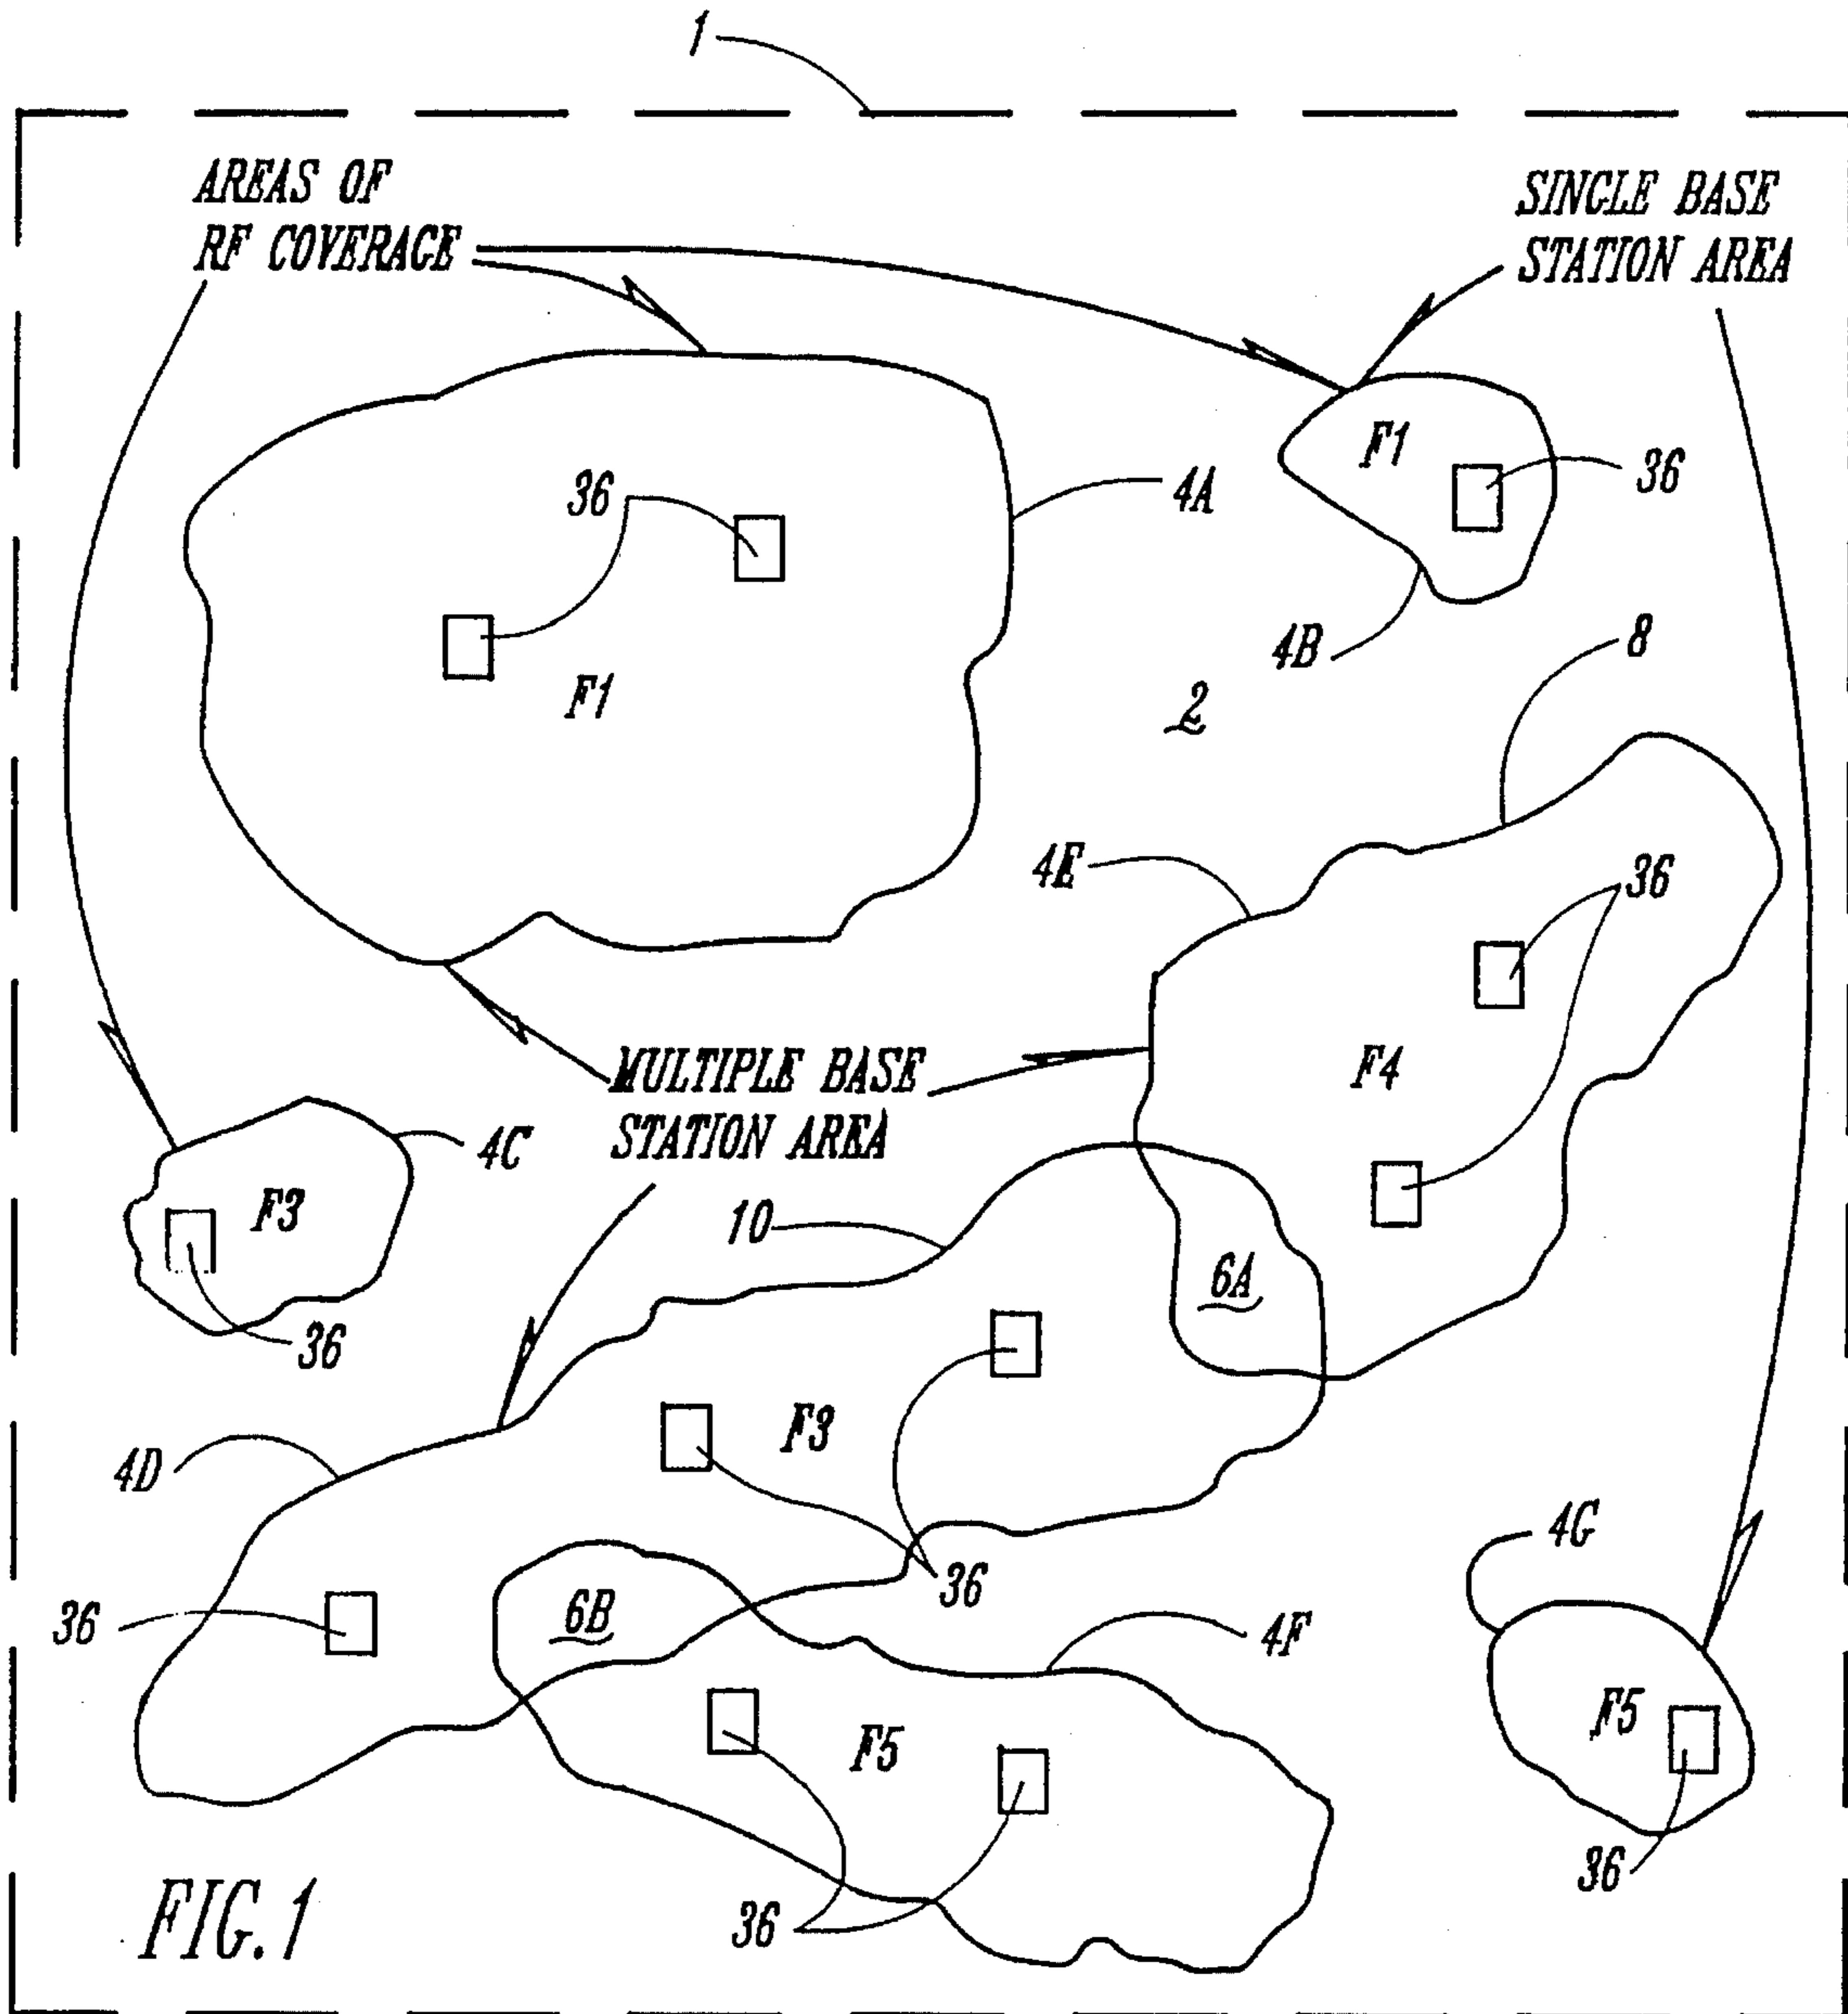 1
AREAS OF
RF COVERAGE
SINGLE BASE
STATION AREA
F1
36
36
4A
4B
8
F1
2
4E
36
MULTIPLE BASE
STATION AREA
F4
4C
F3
10
6A
36
F3
4D
4G
36
6B
36
4F
F5
F5
36
36
FIG.1